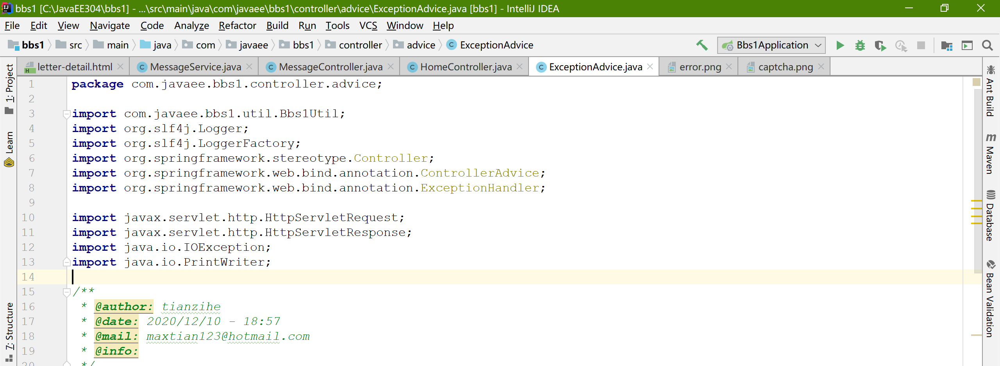 bbs1 [C:\JavaEE304\bbs1] - ...\src\main\java\com\javaee\bbs1\controller\advice\ExceptionAdvice.java [bbs1] - IntelliJ IDEA
File Edit View Navigate Code Analyze Refactor Build Run Tools VCS Window Help
bbs1 src main java com javaee bbs1 controller advice ExceptionAdvice Bbs1Application
letter-detail.html MessageService.java MessageController.java HomeController.java ExceptionAdvice.java error.png captcha.png
1: Project
Learn
7: Structure
1 package com.javaee.bbs1.controller.advice;
2
3 import com.javaee.bbs1.util.Bbs1Util;
4 import org.slf4j.Logger;
5 import org.slf4j.LoggerFactory;
6 import org.springframework.stereotype.Controller;
7 import org.springframework.web.bind.annotation.ControllerAdvice;
8 import org.springframework.web.bind.annotation.ExceptionHandler;
9
10 import javax.servlet.http.HttpServletRequest;
11 import javax.servlet.http.HttpServletResponse;
12 import java.io.IOException;
13 import java.io.PrintWriter;
14
15 /**
16 * @author: tianzihe
17 * @date: 2020/12/10 - 18:57
18 * @mail: maxtian123@hotmail.com
19 * @info:
20 */
Ant Build
Maven
Database
Bean Validation